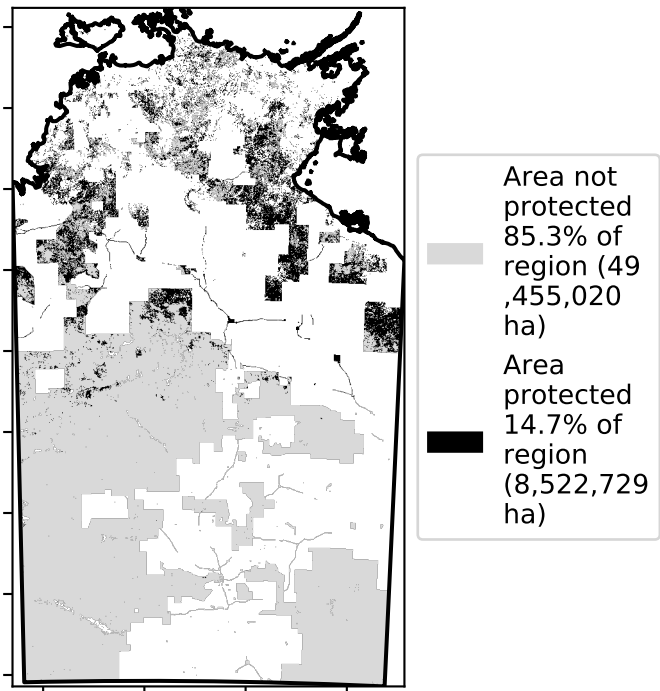 Area not
protected
85.3% of
region (49
,455,020
ha)
Area
protected
14.7% of
region
(8,522,729
ha)